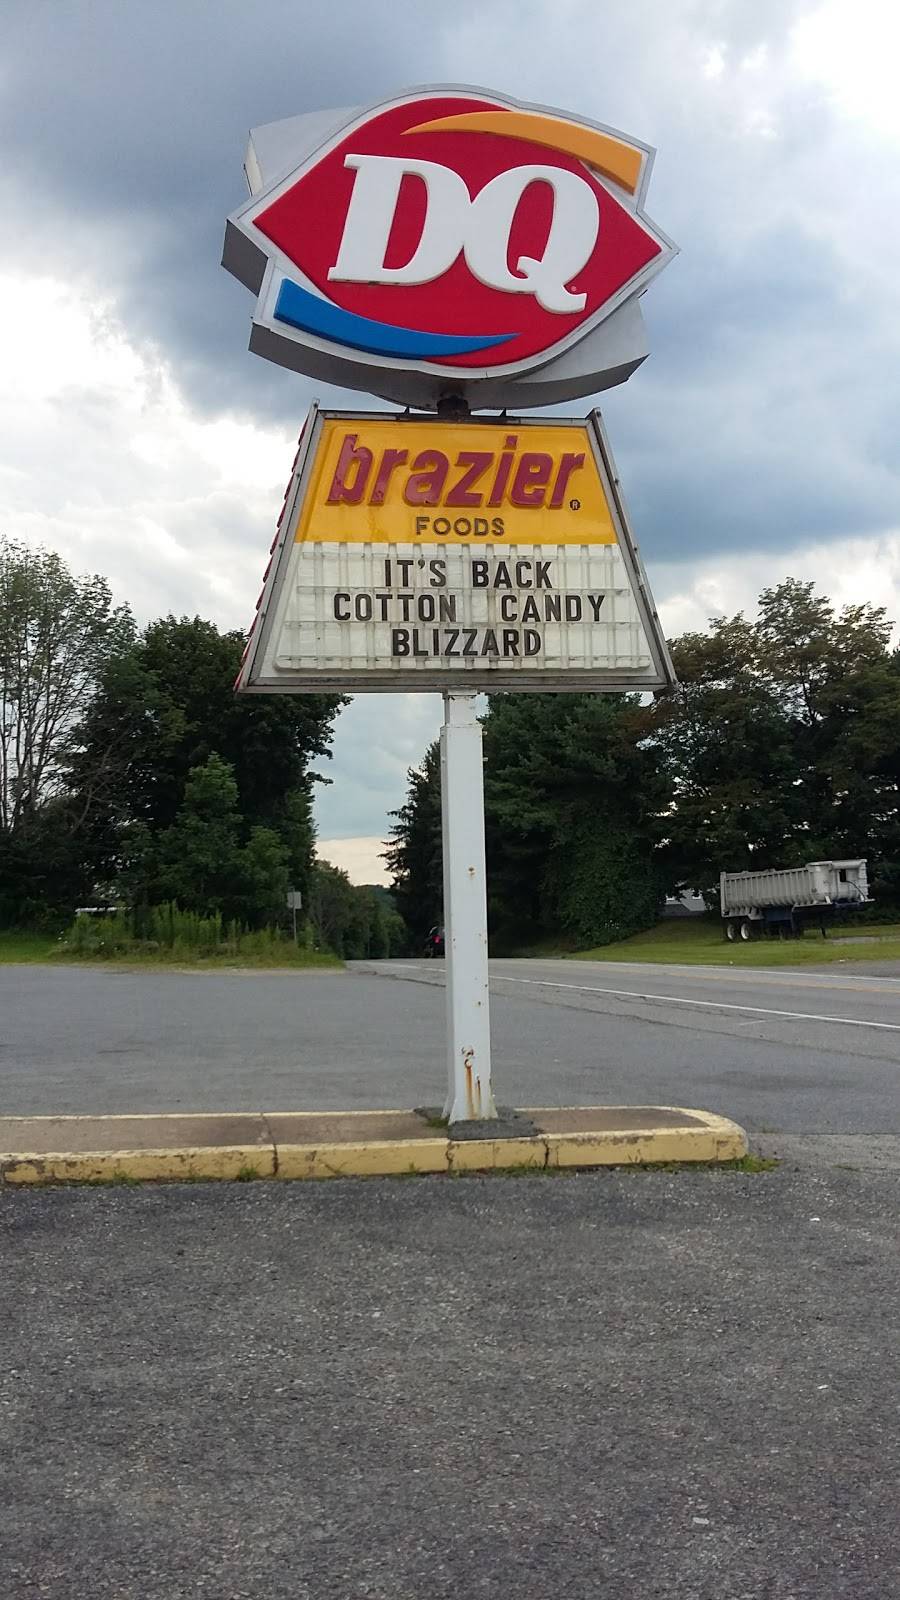 DQ
brazier®
FOODS
IT'S BACK
COTTON CANDY
BLIZZARD